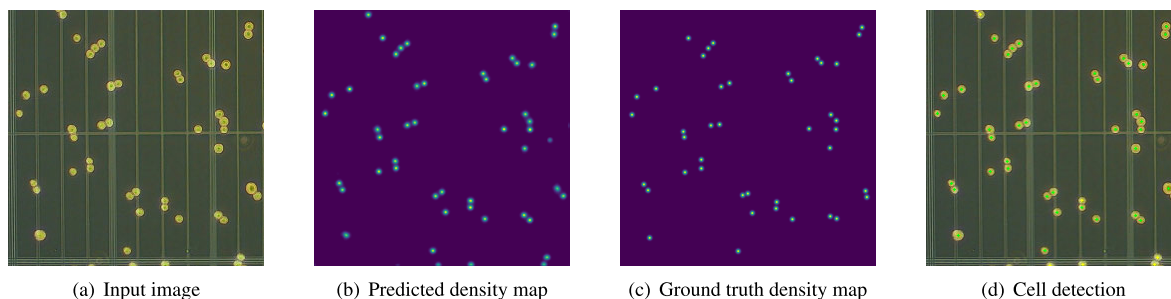 (a) Input image
(b) Predicted density map
(c) Ground truth density map
(d) Cell detection